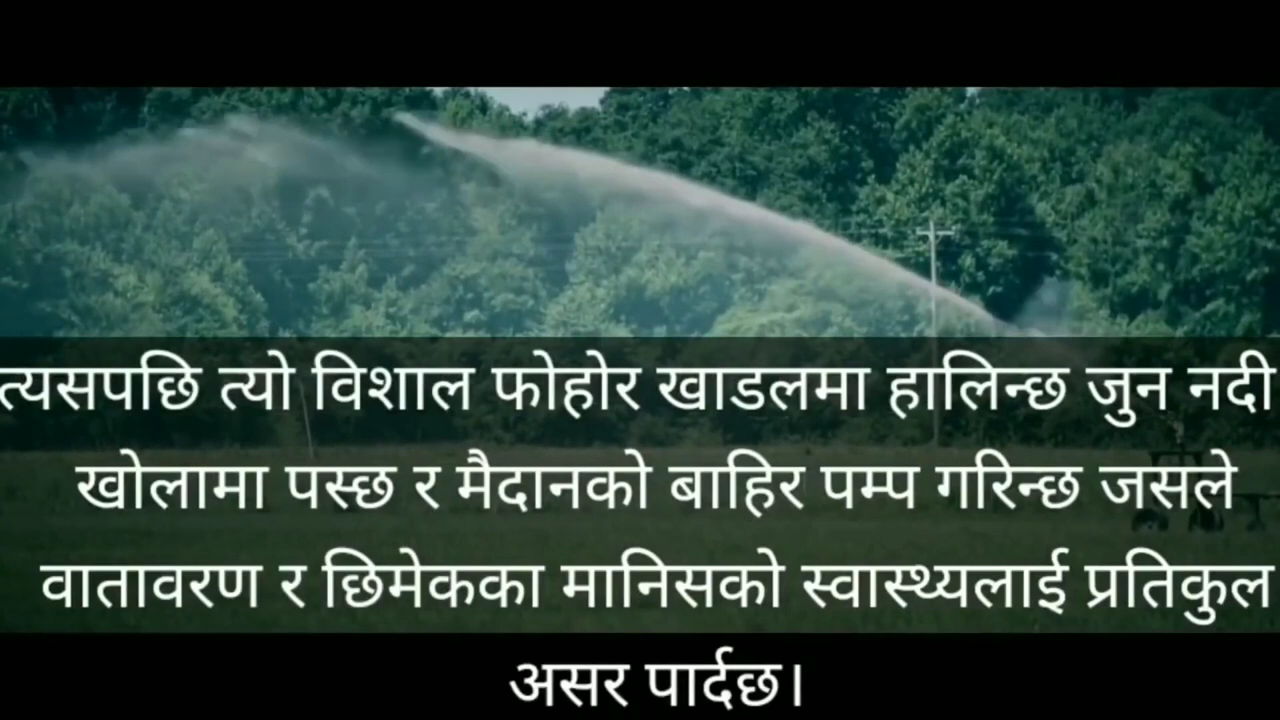 त्यसपछि त्यो विशाल फोहोर खाडलमा हालिन्छ जुन नदी
खोलामा पस्छ र मैदानको बाहिर पम्प गरिन्छ जसले
वातावरण र छिमेकका मानिसको स्वास्थ्यलाई प्रतिकुल
असर पार्दछ।